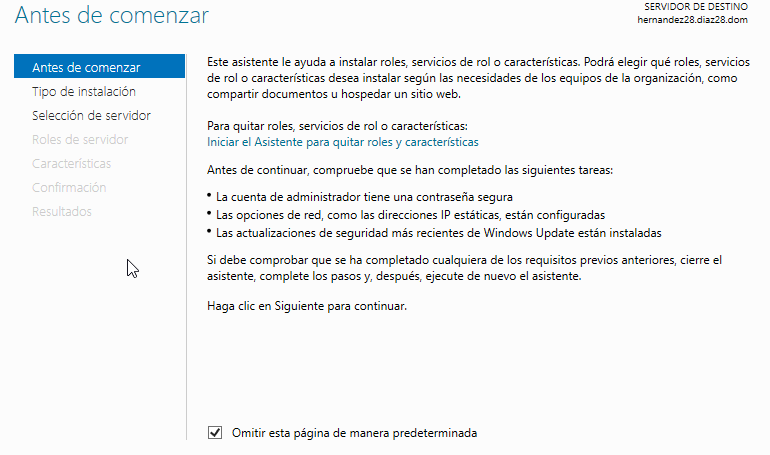 Antes de comenzar
SERVIDOR DE DESTINO
hernandez28.diaz28.dom
Antes de comenzar
Tipo de instalación
Selección de servidor
Roles de servidor
Características
Confirmación
Resultados
Este asistente le ayuda a instalar roles, servicios de rol o características. Podrá elegir qué roles, servicios
de rol o características desea instalar según las necesidades de los equipos de la organización, como
compartir documentos u hospedar un sitio web.
Para quitar roles, servicios de rol o características:
Iniciar el Asistente para quitar roles y características
Antes de continuar, compruebe que se han completado las siguientes tareas:
• La cuenta de administrador tiene una contraseña segura
• Las opciones de red, como las direcciones IP estáticas, están configuradas
• Las actualizaciones de seguridad más recientes de Windows Update están instaladas
Si debe comprobar que se ha completado cualquiera de los requisitos previos anteriores, cierre el
asistente, complete los pasos y, después, ejecute de nuevo el asistente.
Haga clic en Siguiente para continuar.
Omitir esta página de manera predeterminada